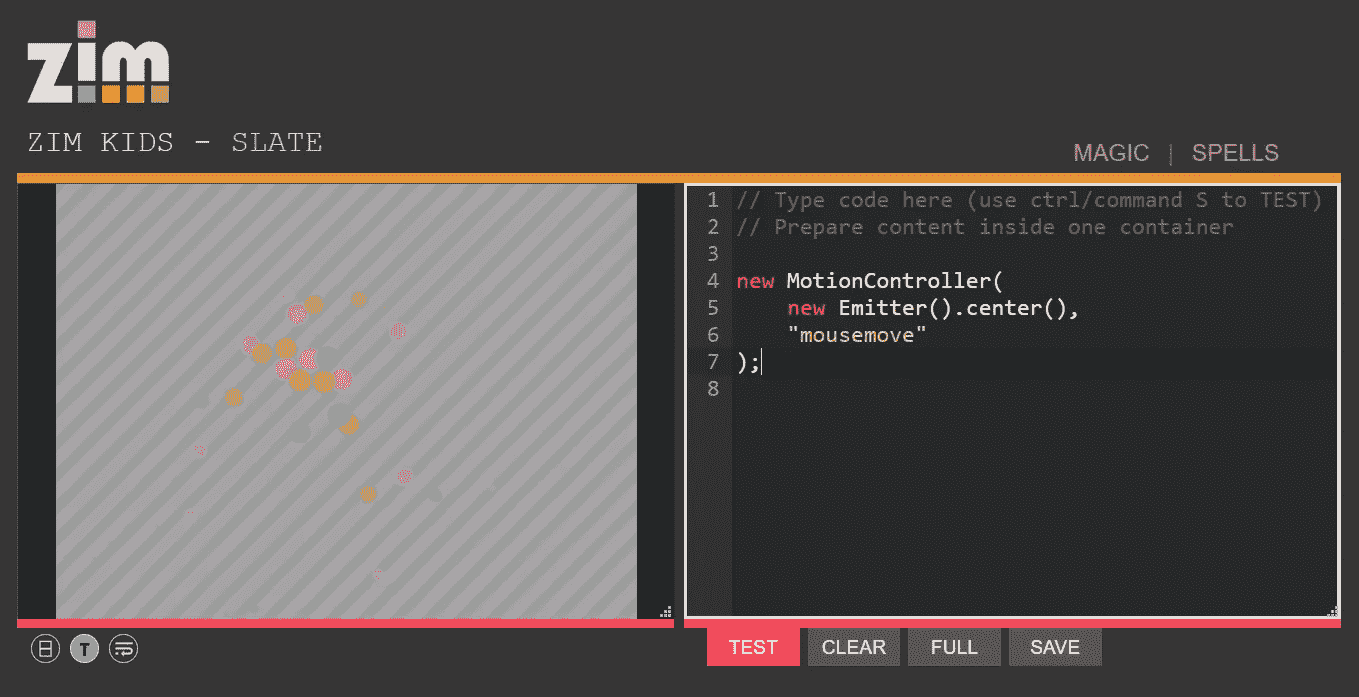 zim
ZIM KIDS - SLATE
MAGIC | SPELLS
1 // Type code here (use ctrl/command S to TEST)
2 // Prepare content inside one container
3
4 new MotionController(
5 new Emitter().center(),
6 "mousemove"
7 );
8
T
TEST CLEAR FULL SAVE